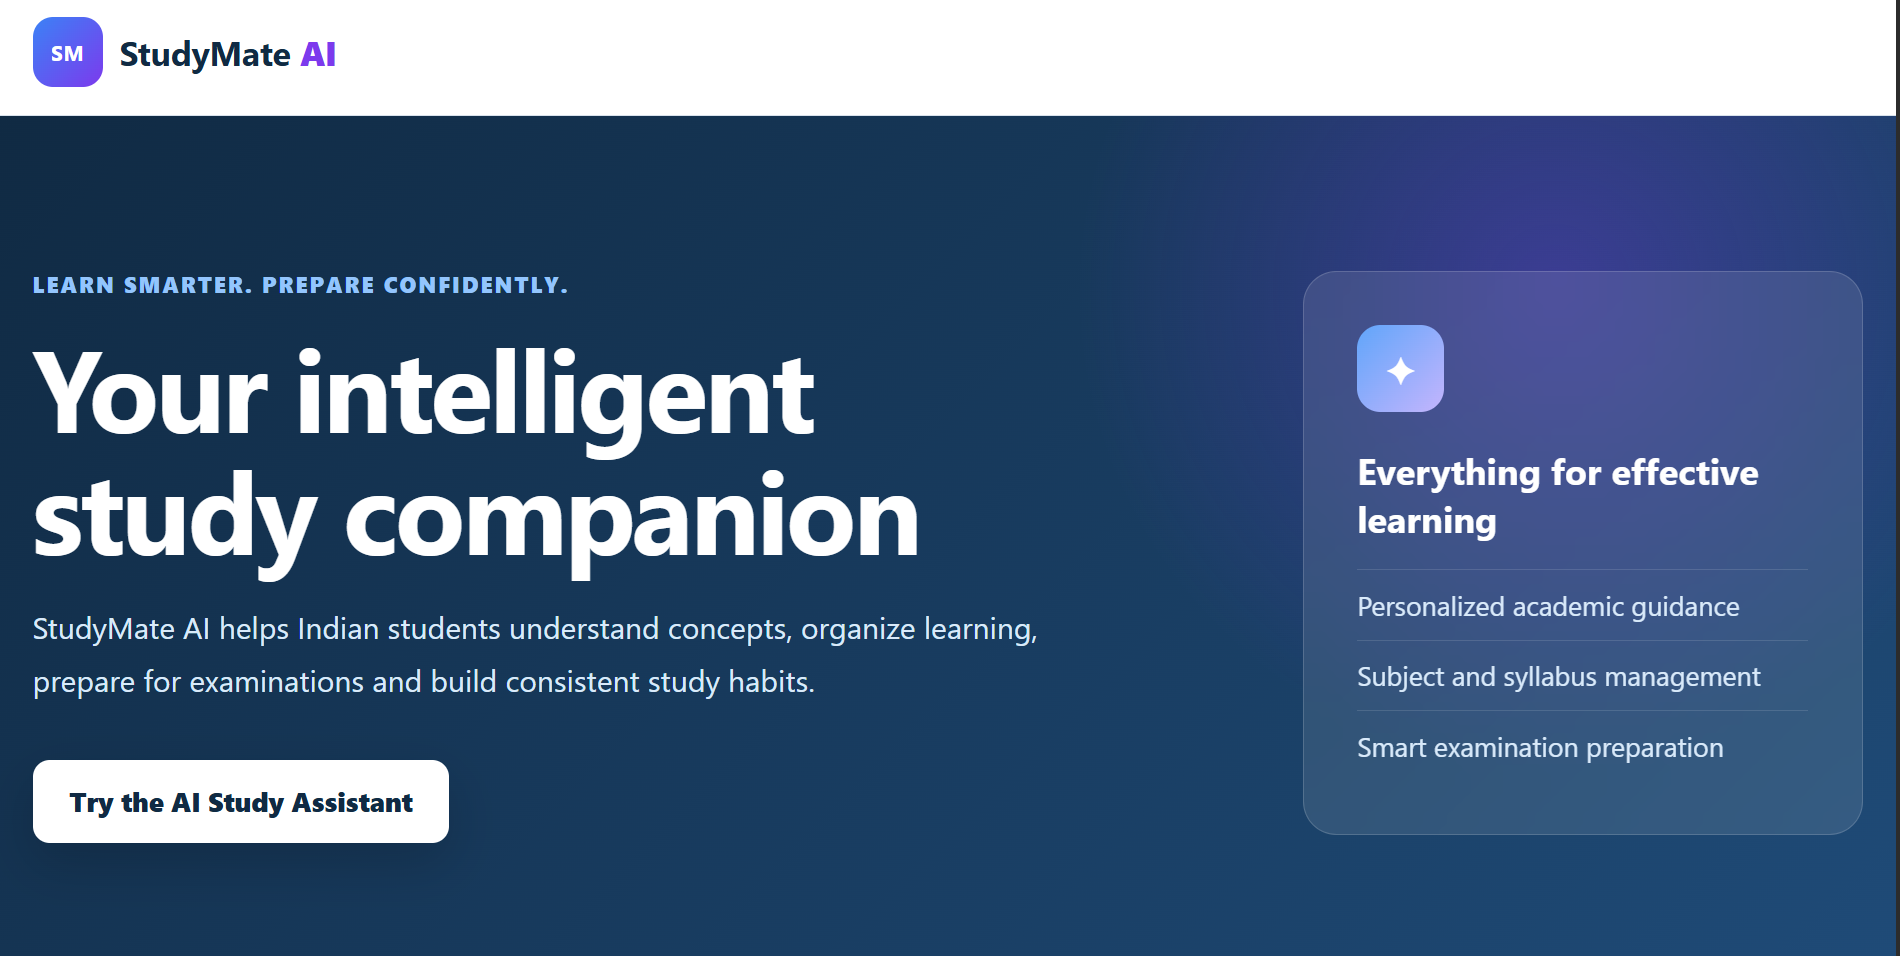 SM
StudyMate AI
LEARN SMARTER. PREPARE CONFIDENTLY.
Your intelligent
study companion
StudyMate AI helps Indian students understand concepts, organize learning,
prepare for examinations and build consistent study habits.
Try the AI Study Assistant
Everything for effective
learning
Personalized academic guidance
Subject and syllabus management
Smart examination preparation